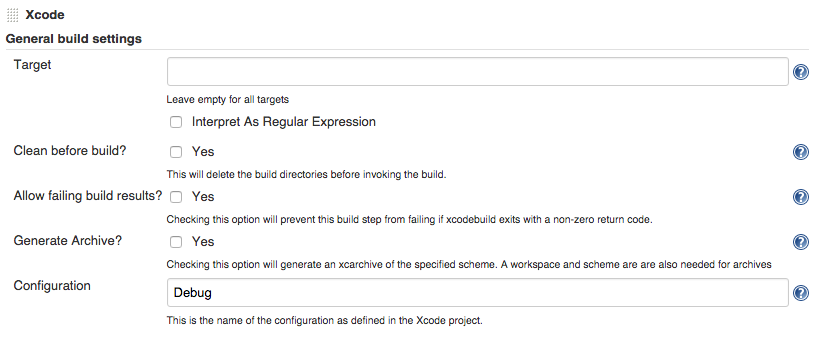 Xcode
General build settings
Target
Leave empty for all targets
Interpret As Regular Expression
Clean before build? Yes
This will delete the build directories before invoking the build.
Allow failing build results? Yes
Checking this option will prevent this build step from failing if xcodebuild exits with a non-zero return code.
Generate Archive? Yes
Checking this option will generate an xcarchive of the specified scheme. A workspace and scheme are are also needed for archives
Configuration Debug
This is the name of the configuration as defined in the Xcode project.